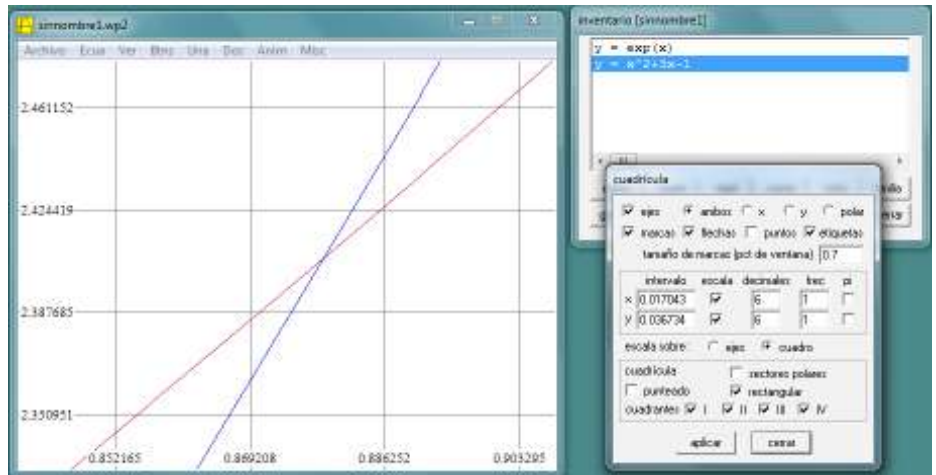 sinnombre1.wp2
Archivo Ecua Ver Btns Una Dos Anim Misc
2.461152
2.424419
2.387685
2.350951
0.852165 0.869208 0.886252 0.903295
inventario [sinnombre1]
y = exp(x)
y = x^2+3x-1
cuadrícula
ejes ambos x y polar
marcas flechas puntos etiquetas
tamaño de marcas (pct de ventana) 0.7
intervalo escala decimales frec pi
x 0.017043 6 1
y 0.036734 6 1
escala sobre: ejes cuadro
cuadrícula sectores polares
punteado rectangular
cuadrantes I II III IV
aplicar cerrar